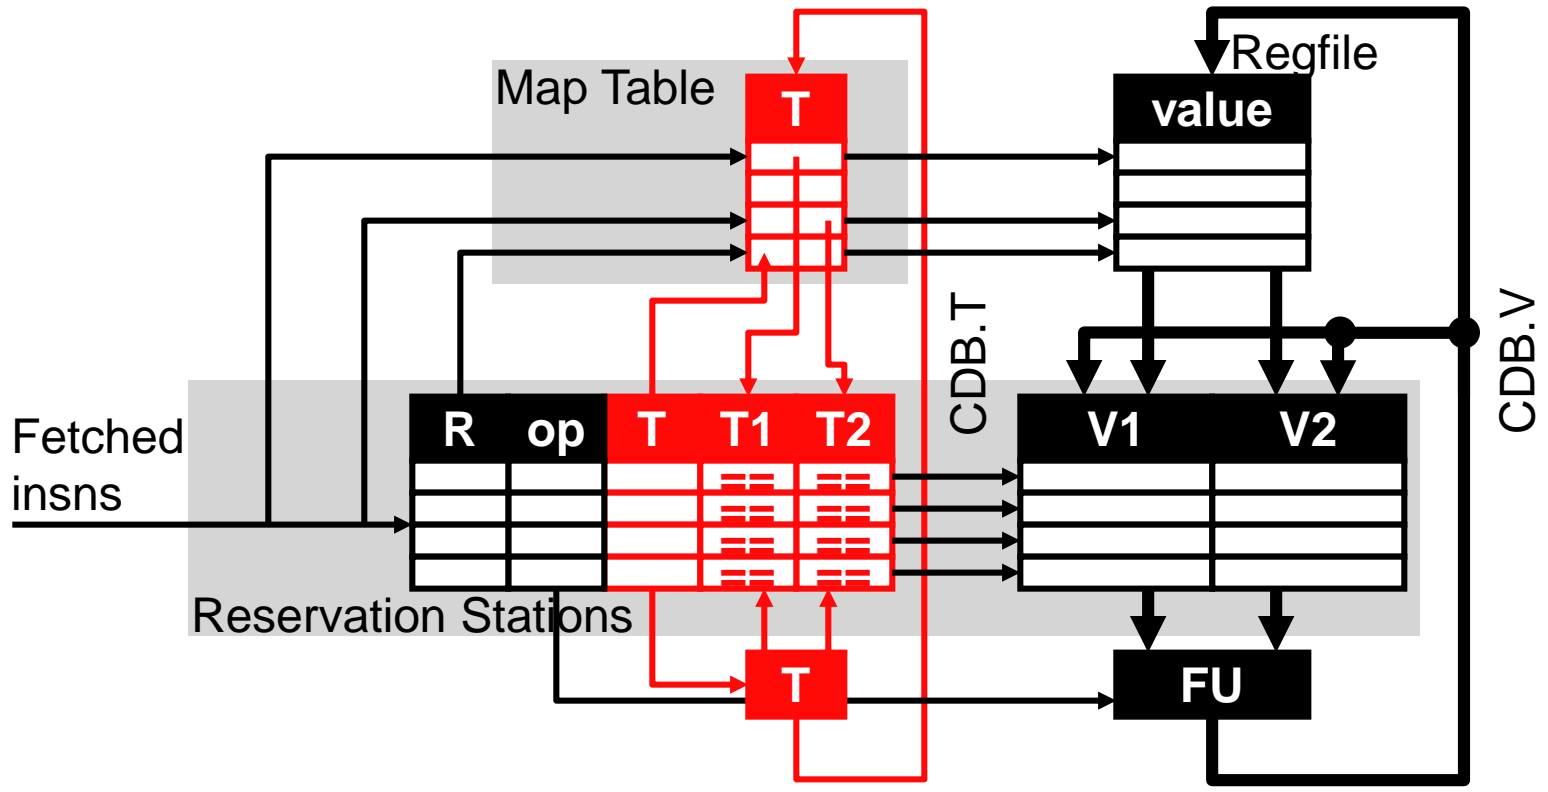 Regfile
Map Table
T
value
CDB.T
CDB.V
Fetched
insns
R
op
T
T1
T2
V1
V2
== ==
== ==
== ==
== ==
Reservation Stations
T
FU